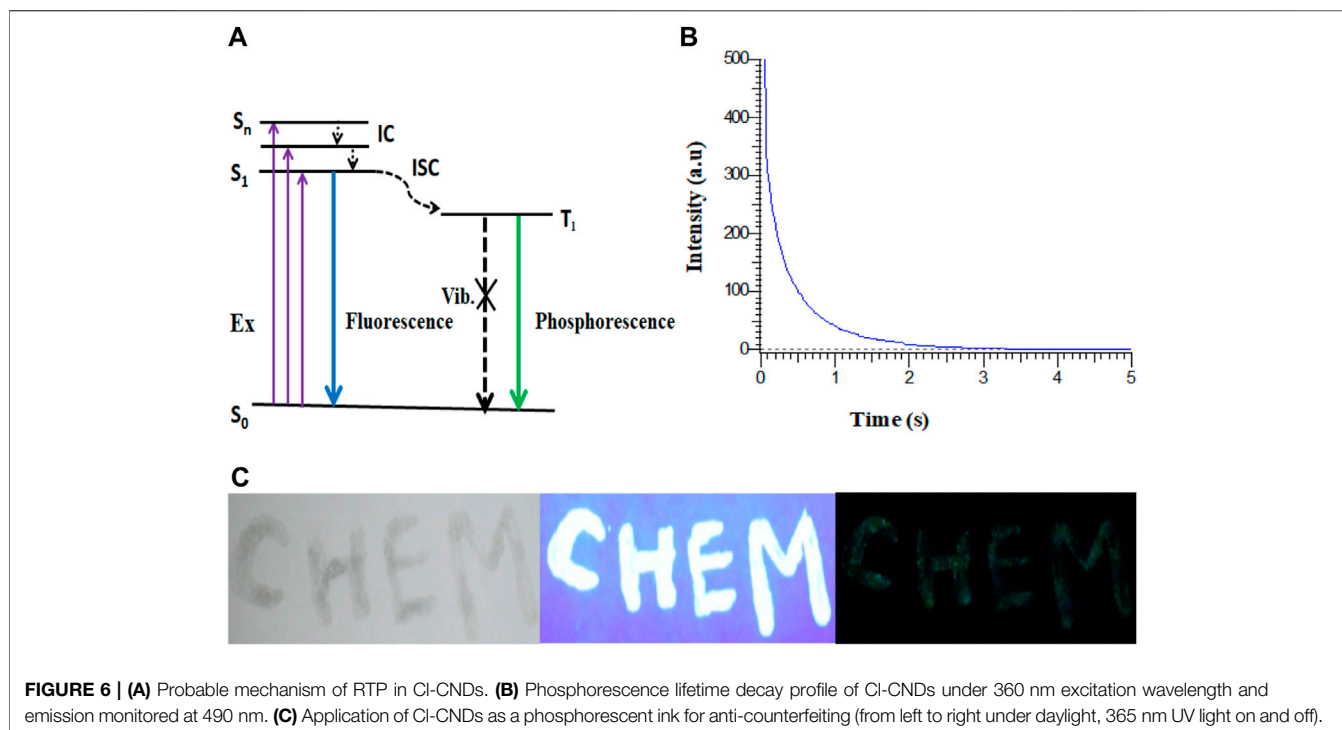 A
Sₙ
IC
S₁
ISC
T₁
Vib.
Ex
Fluorescence
Phosphorescence
S₀
B
500
400
300
200
100
0
Intensity (a.u)
0 1 2 3 4 5
Time (s)
C
CHEM CHEM CHEM
FIGURE 6 | (A) Probable mechanism of RTP in Cl-CNDs. (B) Phosphorescence lifetime decay profile of Cl-CNDs under 360 nm excitation wavelength and
emission monitored at 490 nm. (C) Application of Cl-CNDs as a phosphorescent ink for anti-counterfeiting (from left to right under daylight, 365 nm UV light on and off).